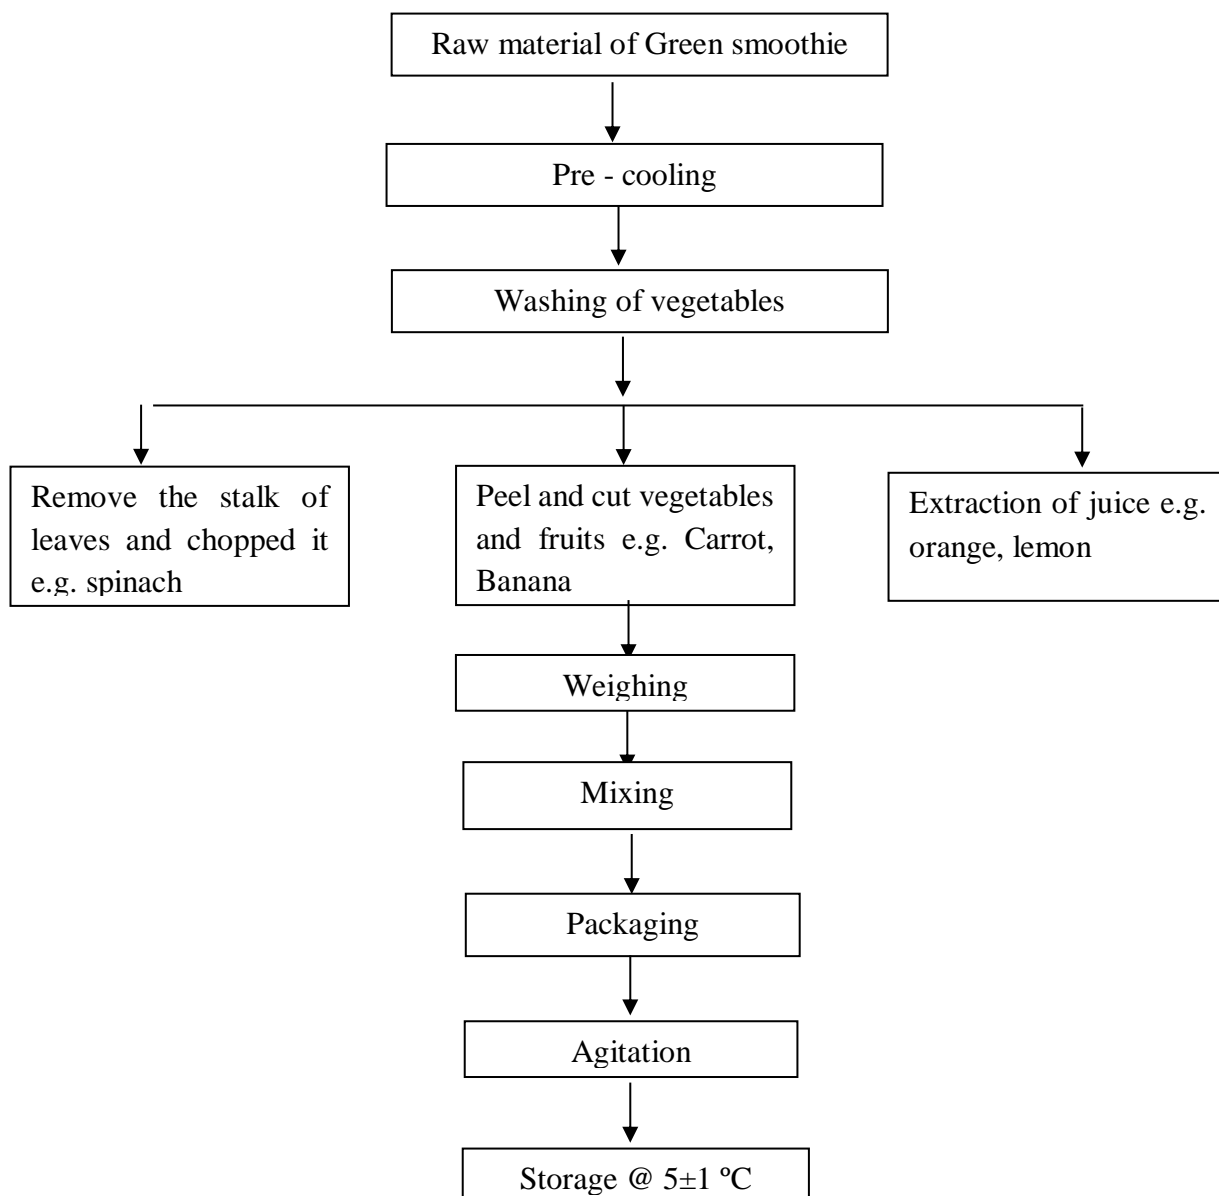 Raw material of Green smoothie
Pre - cooling
Washing of vegetables
Remove the stalk of
leaves and chopped it
e.g. spinach
Peel and cut vegetables
and fruits e.g. Carrot,
Banana
Extraction of juice e.g.
orange, lemon
Weighing
Mixing
Packaging
Agitation
Storage @ 5±1 ºC